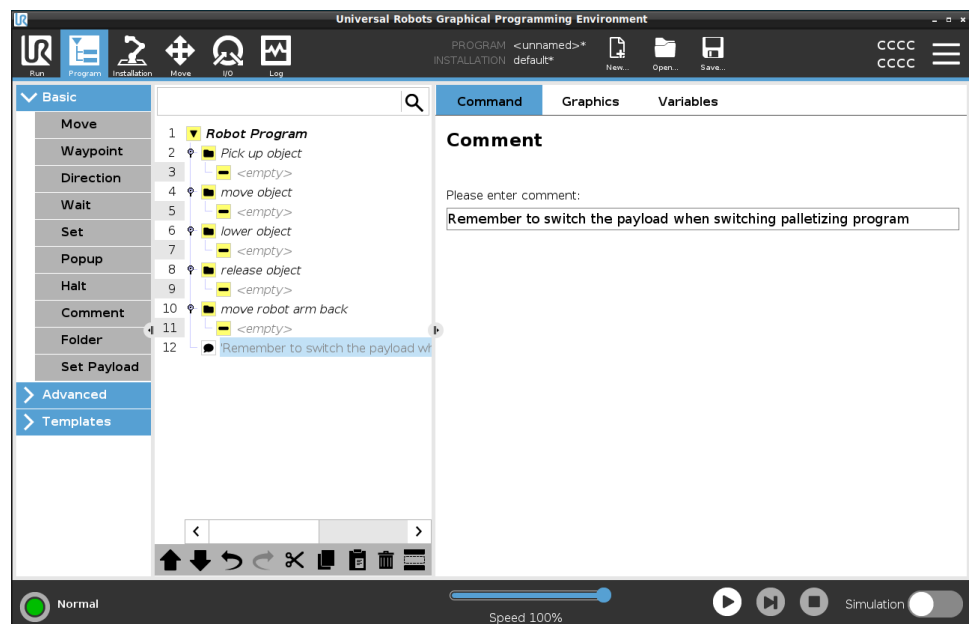 Universal Robots Graphical Programming Environment
UR
Run
Program
Installation
Move
I/O
Log
PROGRAM <unnamed>*
INSTALLATION default*
New...
Open...
Save...
CCCC
CCCC
Basic
Move
Waypoint
Direction
Wait
Set
Popup
Halt
Comment
Folder
Set Payload
Advanced
Templates
1 Robot Program
2 Pick up object
3 <empty>
4 move object
5 <empty>
6 lower object
7 <empty>
8 release object
9 <empty>
10 move robot arm back
11 <empty>
12 'Remember to switch the payload wh
Command Graphics Variables
Comment
Please enter comment:
Remember to switch the payload when switching palletizing program
Normal
Speed 100%
Simulation